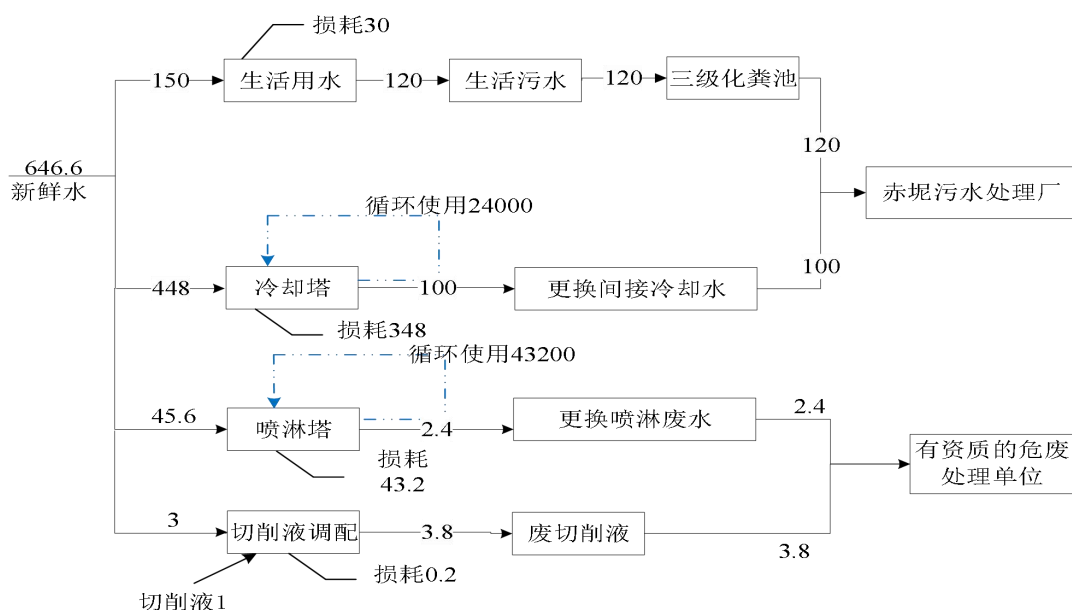 损耗30
150
生活用水
120
生活污水
120
三级化粪池
646.6
新鲜水
120
赤坭污水处理厂
循环使用24000
448
冷却塔
100
更换间接冷却水
100
损耗348
循环使用43200
45.6
喷淋塔
2.4
更换喷淋废水
2.4
损耗
43.2
有资质的危废
处理单位
3
切削液调配
3.8
废切削液
3.8
损耗0.2
切削液1